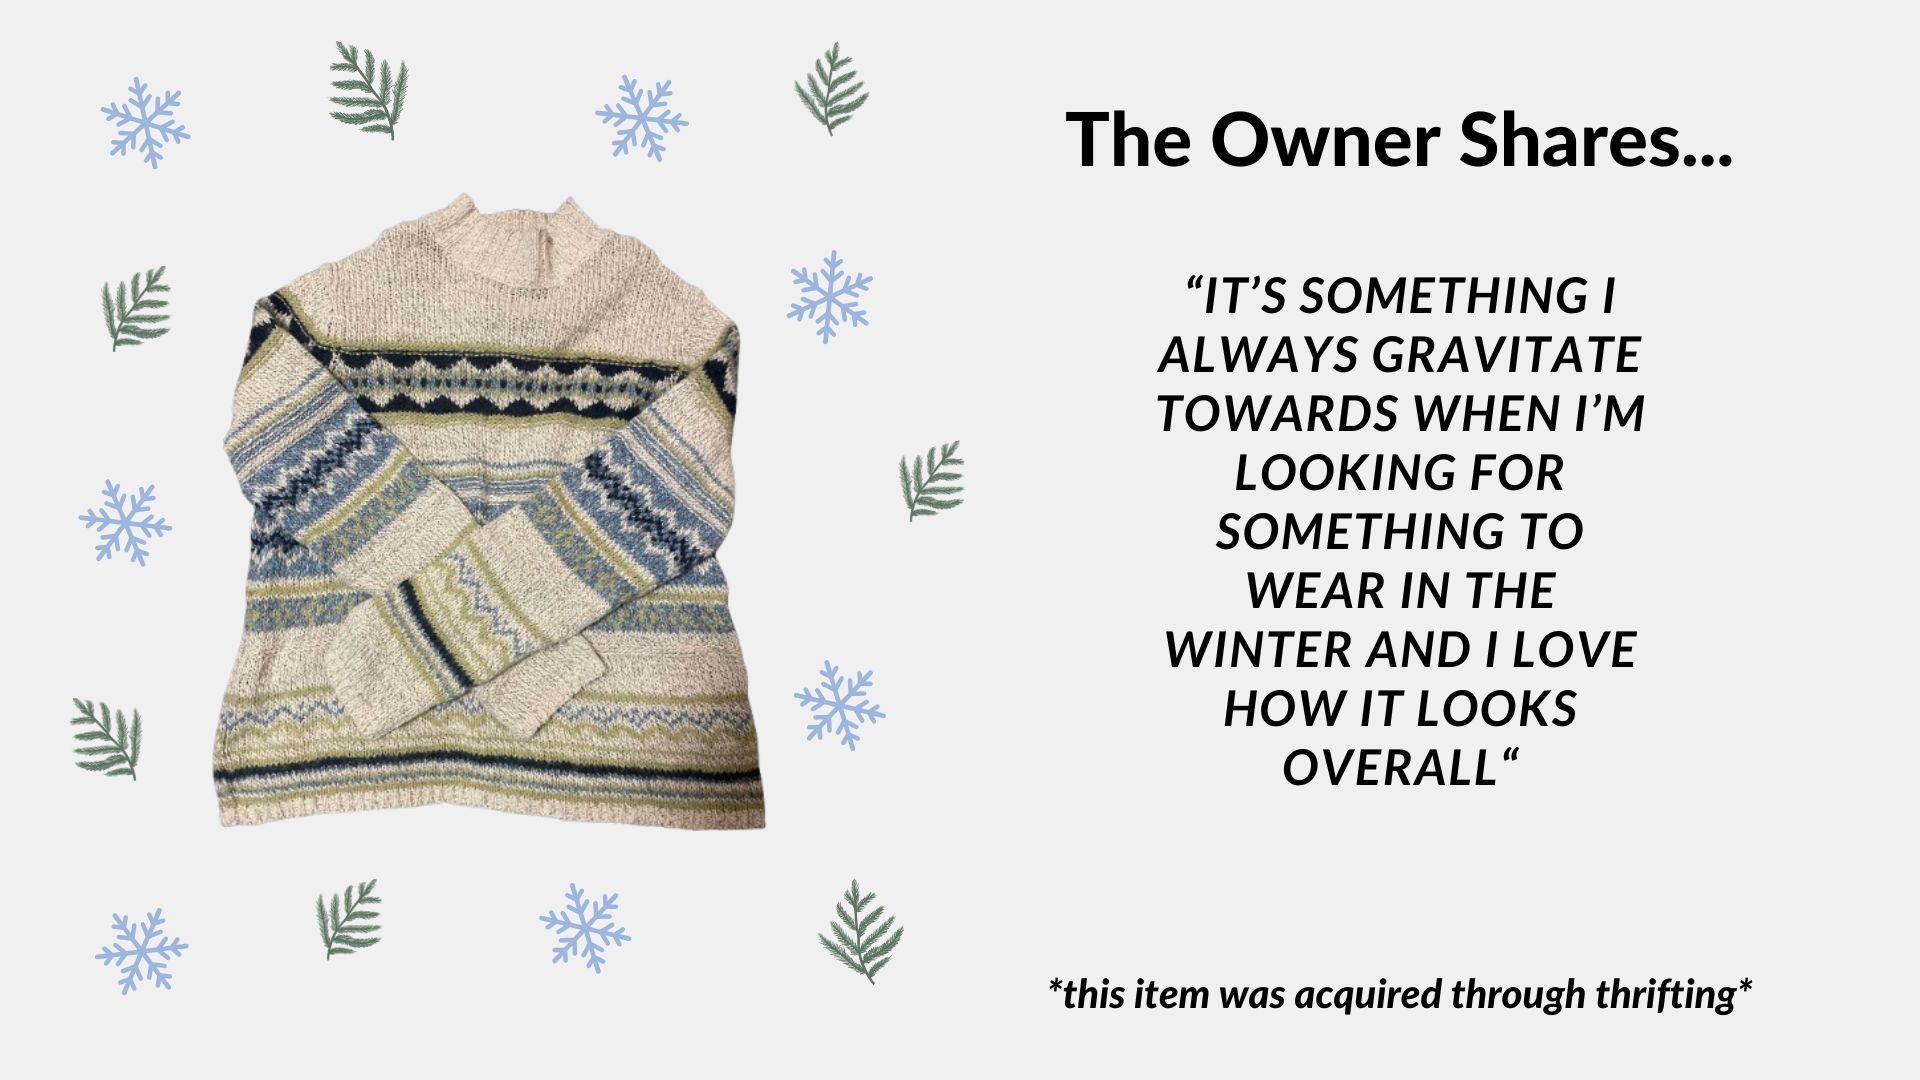 The Owner Shares...
“IT’S SOMETHING I
ALWAYS GRAVITATE
TOWARDS WHEN I’M
LOOKING FOR
SOMETHING TO
WEAR IN THE
WINTER AND I LOVE
HOW IT LOOKS
OVERALL“
*this item was acquired through thrifting*